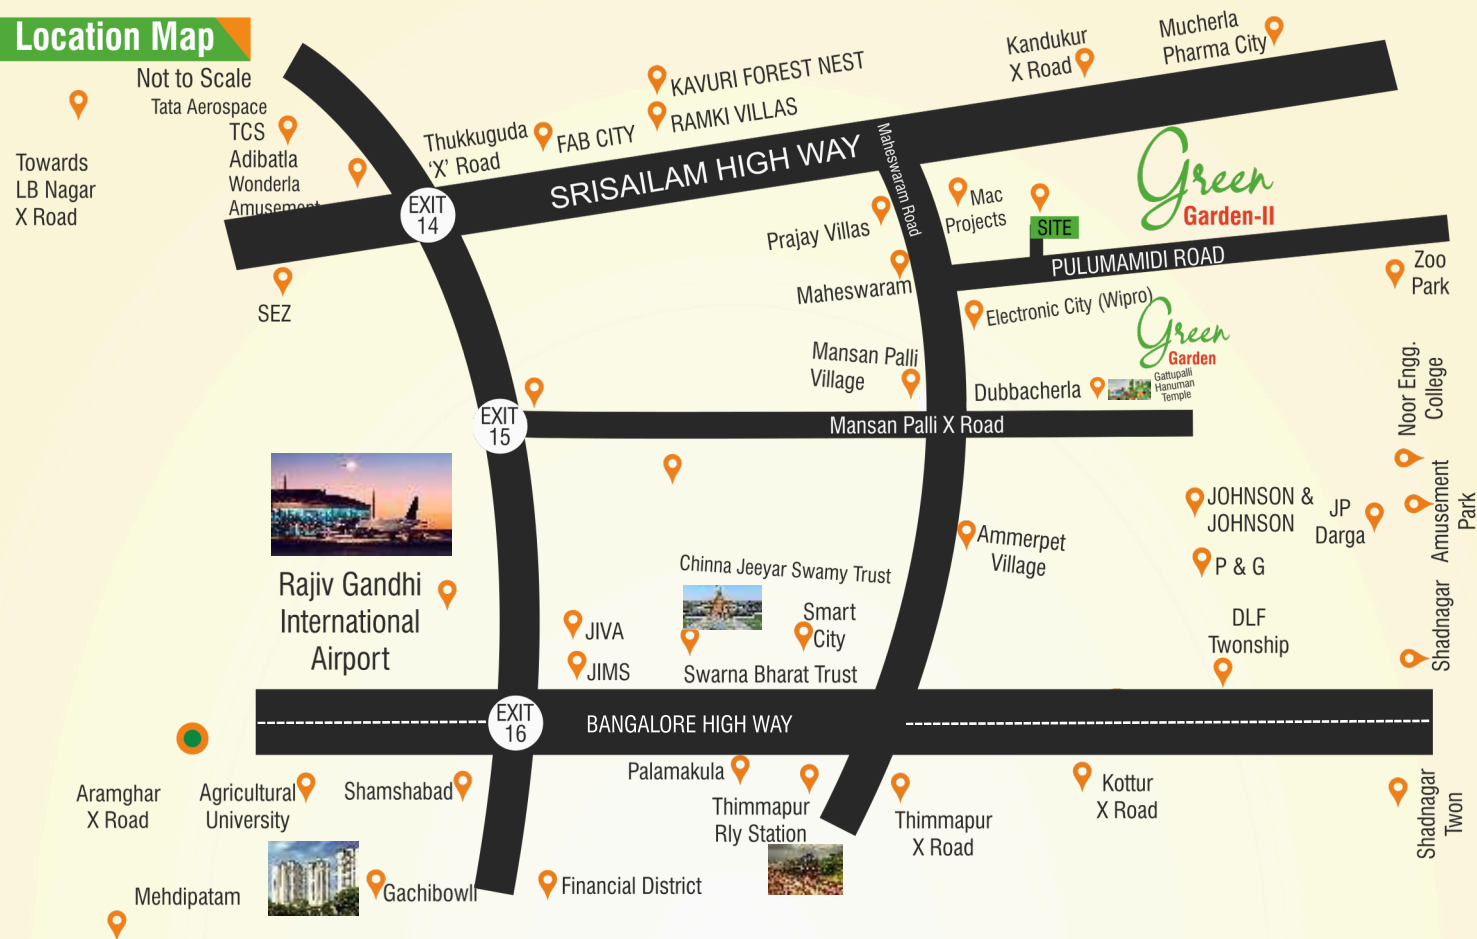 Location Map
Not to Scale
Tata Aerospace
TCS
Adibatla
Wonderla
Amusement
Towards
LB Nagar
X Road
SEZ
Thukkuguda
'X' Road
FAB CITY
KAVURI FOREST NEST
RAMKI VILLAS
Kandukur
X Road
Mucherla
Pharma City
SRISAILAM HIGH WAY
EXIT
14
Maheswaram Road
Prajay Villas
Mac
Projects
SITE
Green
Garden-II
Maheswaram
PULUMAMIDI ROAD
Zoo
Park
Electronic City (Wipro)
Green
Garden
Gattupalli
Hanuman
Temple
Mansan Palli
Village
Dubbacherla
Noor Engg.
College
EXIT
15
Mansan Palli X Road
Amusement
Park
JOHNSON &
JOHNSON
JP
Darga
P & G
Ammerpet
Village
Chinna Jeeyar Swamy Trust
Rajiv Gandhi
International
Airport
JIVA
JIMS
Smart
City
Swarna Bharat Trust
DLF
Twonship
Shadnagar
EXIT
16
BANGALORE HIGH WAY
Aramghar
X Road
Agricultural
University
Shamshabad
Palamakula
Thimmapur
Rly Station
Thimmapur
X Road
Kottur
X Road
Shadnagar
Twon
Mehdipatam
Gachibowli
Financial District